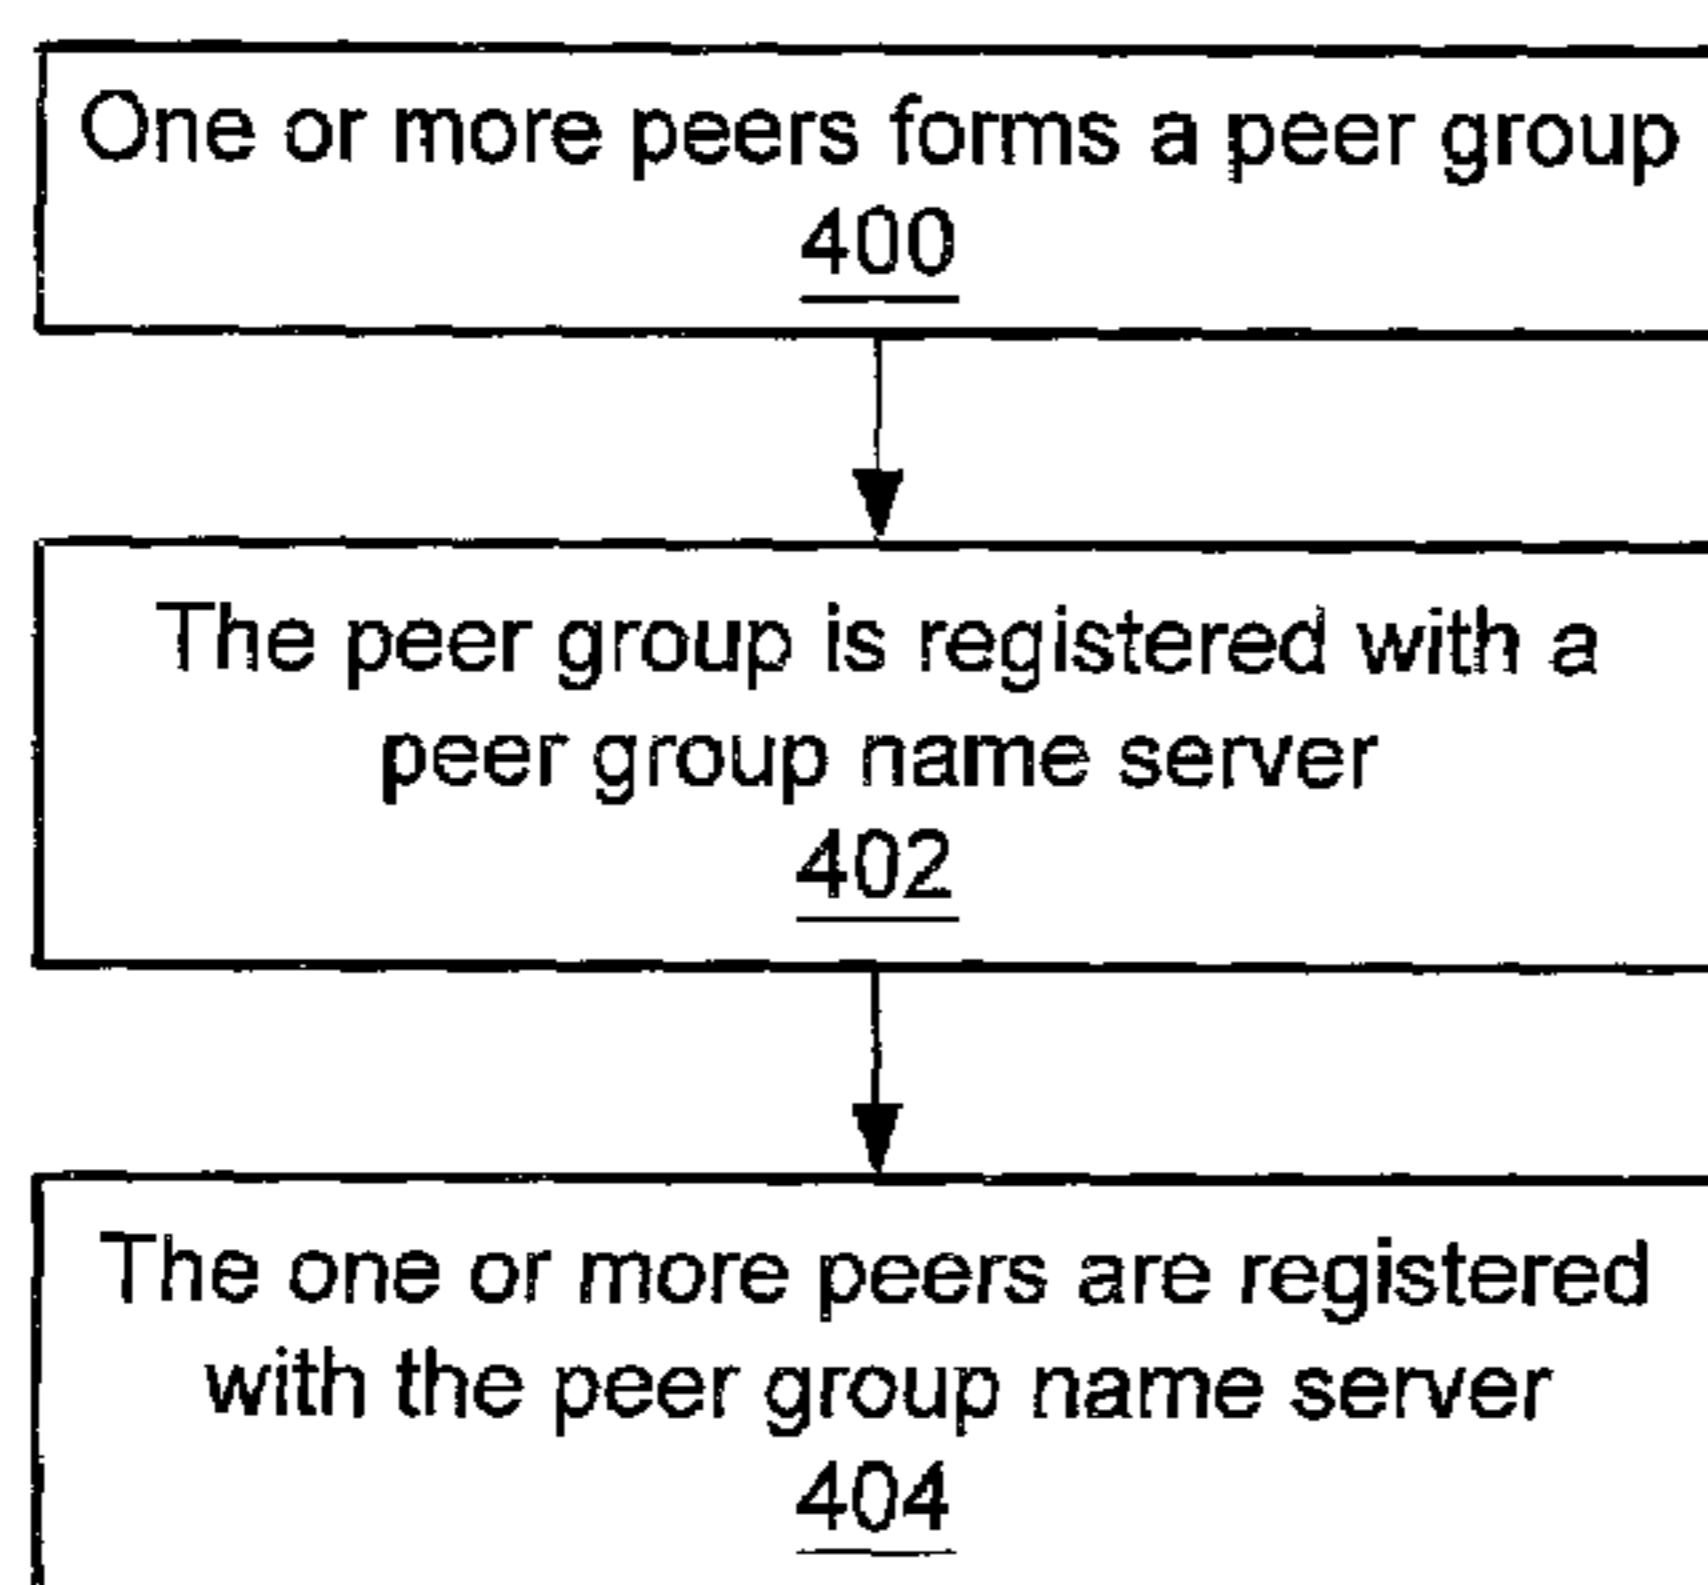 One or more peers forms a peer group
400
The peer group is registered with a
peer group name server
402
The one or more peers are registered
with the peer group name server
404